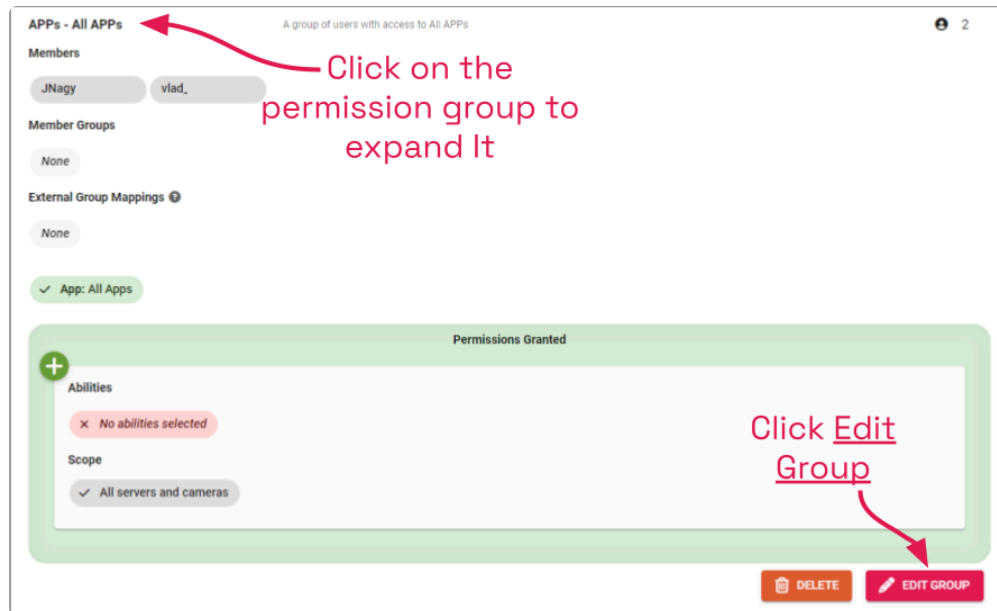 APPs - All APPs
A group of users with access to All APPs
2
Members
JNagy
vlad_
Click on the
permission group to
expand It
Member Groups
None
External Group Mappings
None
App: All Apps
Permissions Granted
Abilities
No abilities selected
Scope
All servers and cameras
Click Edit
Group
DELETE
EDIT GROUP